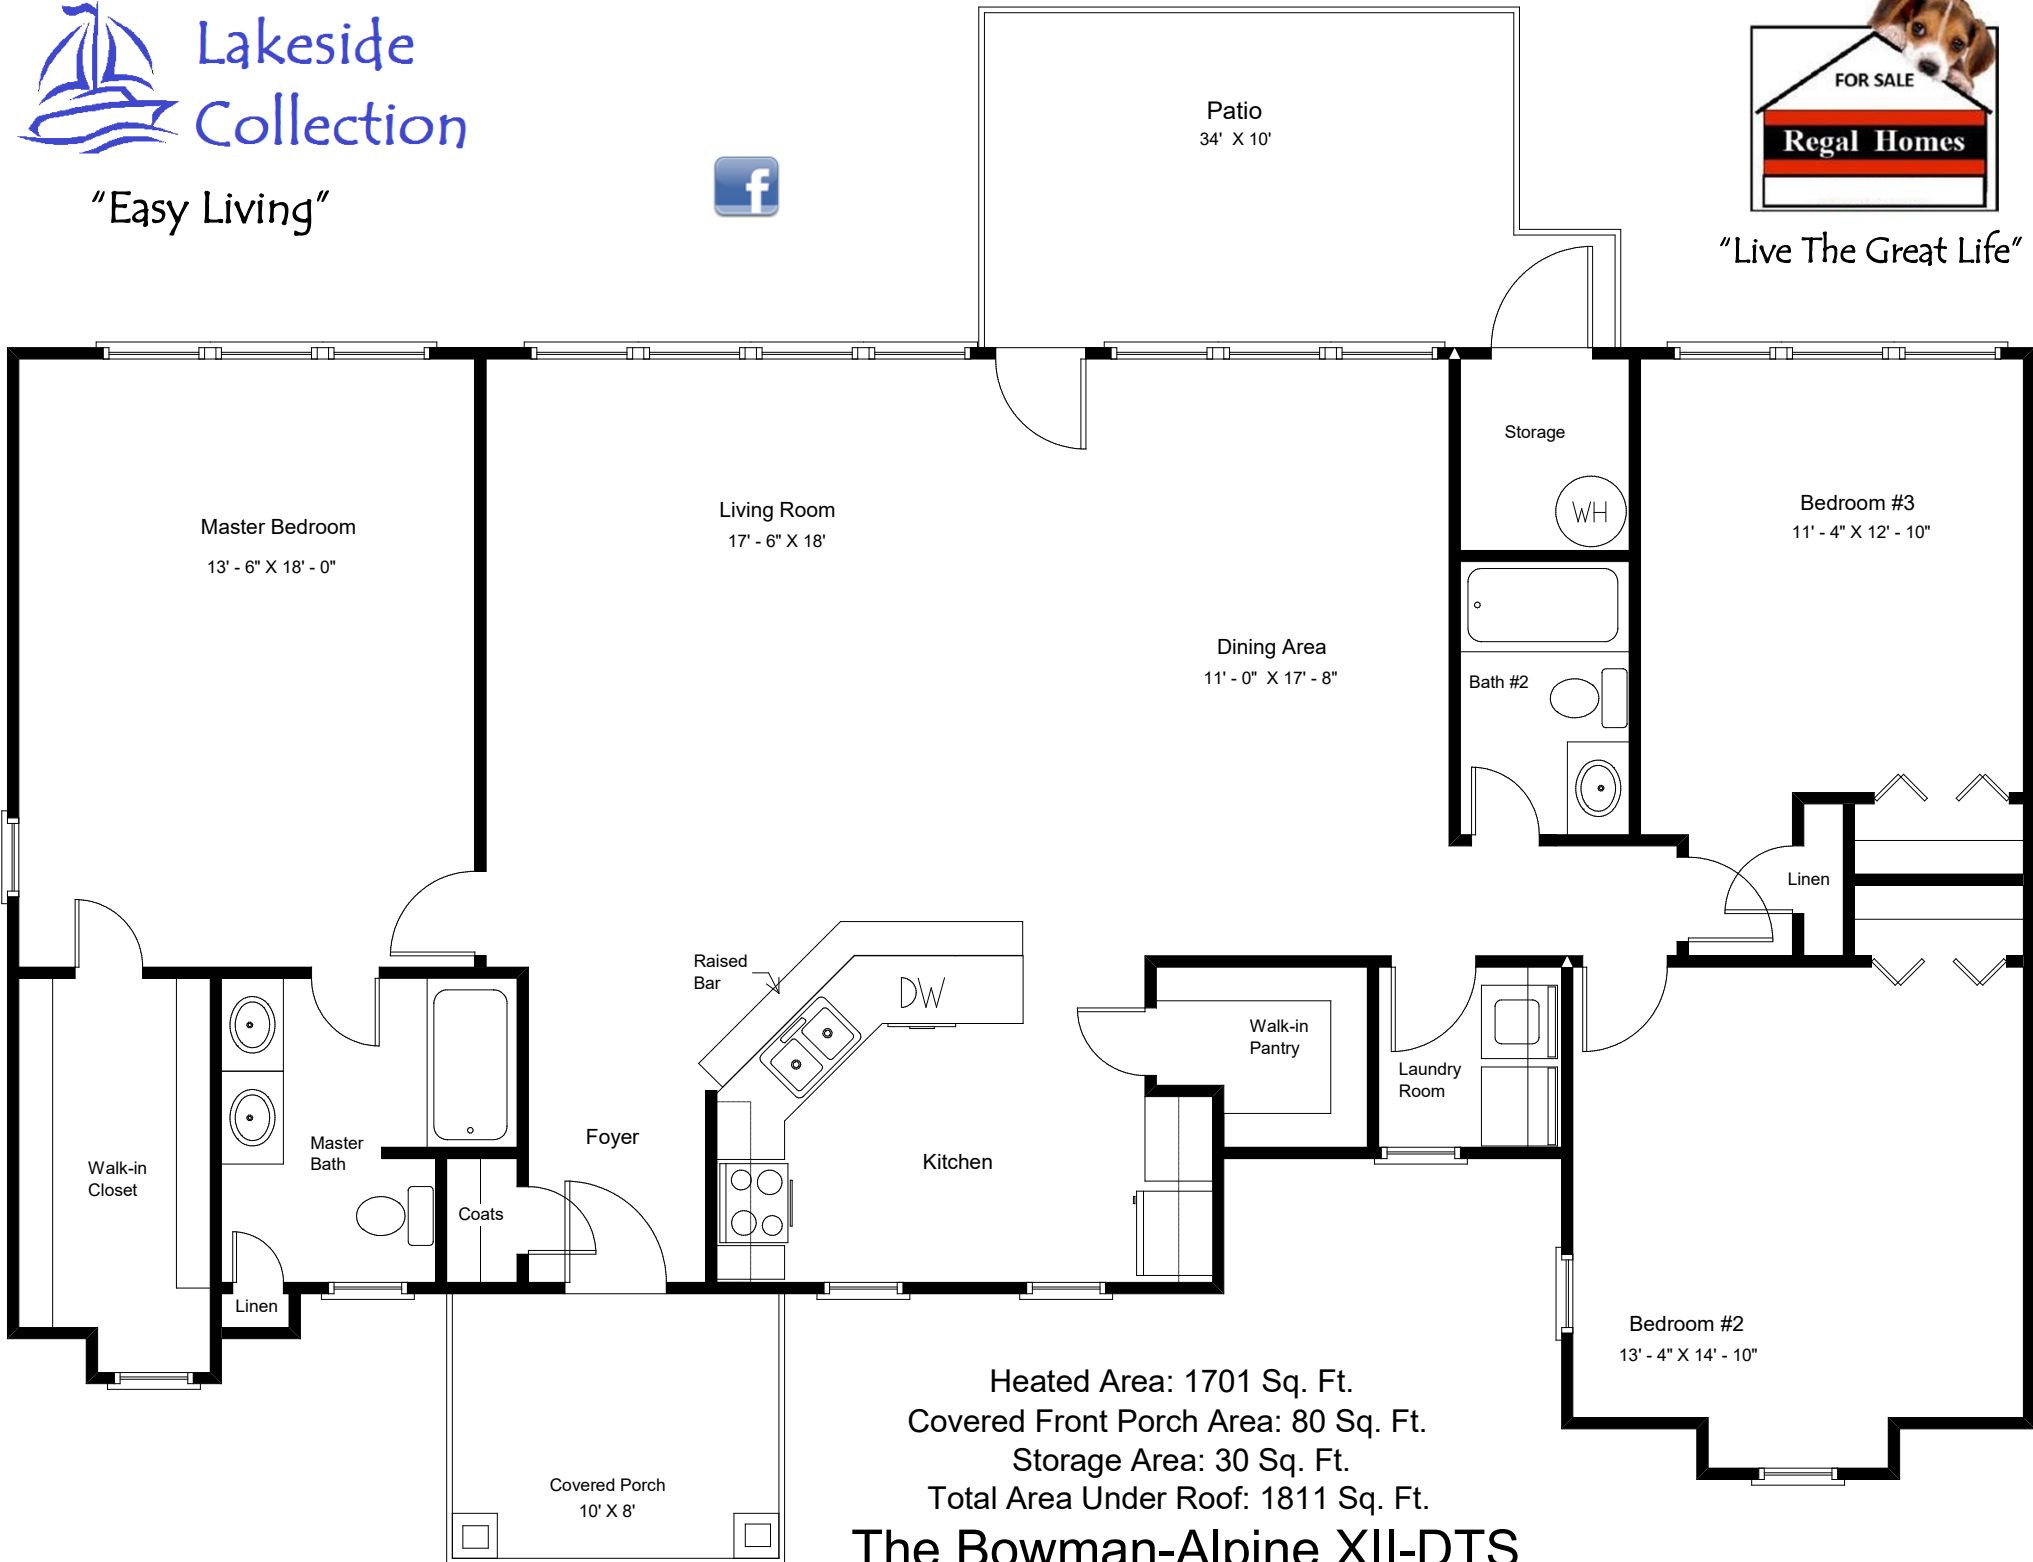 Lakeside
Collection
"Easy Living"
f
FOR SALE
Regal Homes
"Live The Great Life"
Patio
34' X 10'
Storage
WH
Master Bedroom
13' - 6" X 18' - 0"
Living Room
17' - 6" X 18'
Bedroom #3
11' - 4" X 12' - 10"
Dining Area
11' - 0" X 17' - 8"
Bath #2
Linen
Raised
Bar
DW
Walk-in
Pantry
Laundry
Room
Master
Bath
Foyer
Kitchen
Walk-in
Closet
Coats
Linen
Bedroom #2
13' - 4" X 14' - 10"
Covered Porch
10' X 8'
Heated Area: 1701 Sq. Ft.
Covered Front Porch Area: 80 Sq. Ft.
Storage Area: 30 Sq. Ft.
Total Area Under Roof: 1811 Sq. Ft.
The Bowman-Alpine XII-DTS